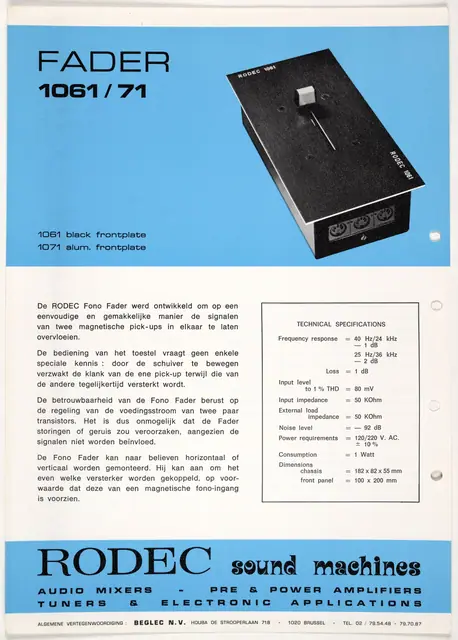 FADER
1061/71
RODEC 1061
RODEC 1061
1061 black frontplate
1071 alum. frontplate
De RODEC Fono Fader werd ontwikkeld om op een
eenvoudige en gemakkelijke manier de signalen
van twee magnetische pick-ups in elkaar te laten
overvloeien.
De bediening van het toestel vraagt geen enkele
speciale kennis : door de schuiver te bewegen
verzwakt de klank van de ene pick-up terwijl die van
de andere tegelijkertijd versterkt wordt.
De betrouwbaarheid van de Fono Fader berust op
de regeling van de voedingsstroom van twee paar
transistors. Het is dus onmogelijk dat de Fader
storingen of geruis zou veroorzaken, aangezien de
signalen niet worden beïnvloed.
De Fono Fader kan naar believen horizontaal of
vertikaal worden gemonteerd. Hij kan aan om het
even welke versterker worden gekoppeld, op voor-
waarde dat deze van een magnetische fono-ingang
is voorzien.
TECHNICAL SPECIFICATIONS
Frequency response = 40 Hz/24 kHz
— 1 dB
25 Hz/36 kHz
— 2 dB
Loss = 1 dB
Input level
to 1 % THD = 80 mV
Input impedance = 50 KOhm
External load
impedance = 50 KOhm
Noise level = — 92 dB
Power requirements = 120/220 V. AC.
± 10 %
Consumption = 1 Watt
Dimensions
chassis = 182 x 82 x 55 mm
front panel = 100 x 200 mm
RODEC sound machines
AUDIO MIXERS - PRE & POWER AMPLIFIERS
TUNERS & ELECTRONIC APPLICATIONS
ALGEMENE VERTEGENWOORDIGING : BEGLEC N.V. HOUBA DE STROOPERLAAN 718 - 1020 BRUSSEL - TEL. 02 / 79.54.48 - 79.70.87